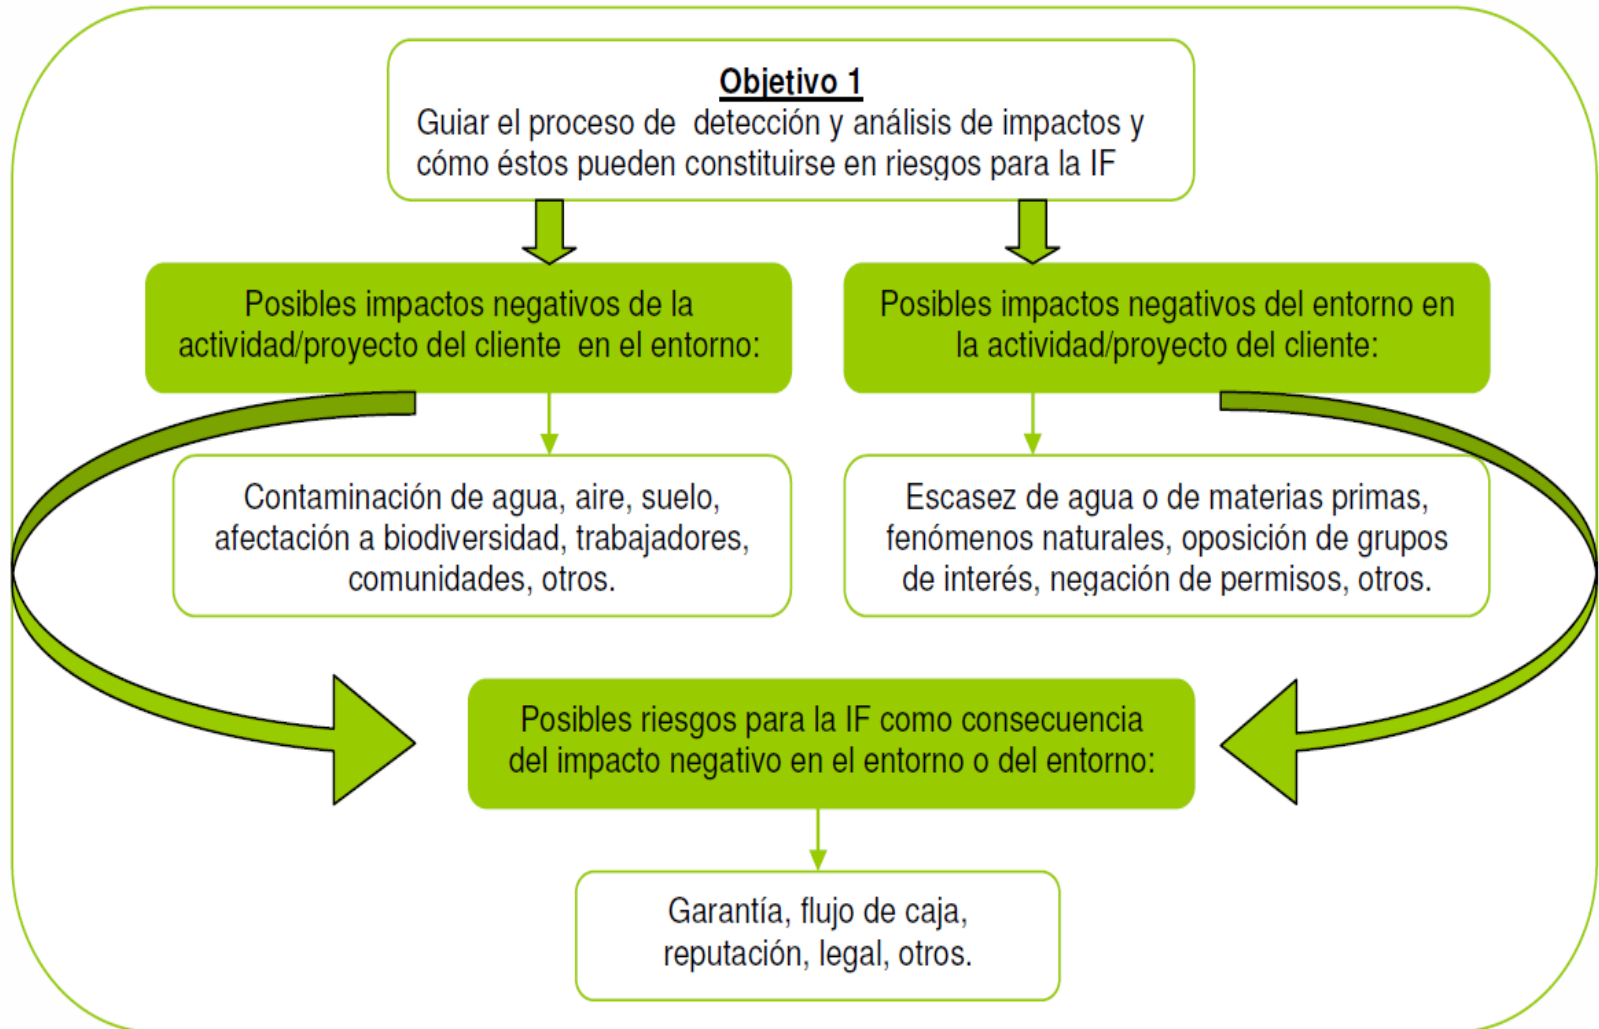 Objetivo 1
Guiar el proceso de detección y análisis de impactos y
cómo éstos pueden constituirse en riesgos para la IF
Posibles impactos negativos de la
actividad/proyecto del cliente en el entorno:
Posibles impactos negativos del entorno en
la actividad/proyecto del cliente:
Contaminación de agua, aire, suelo,
afectación a biodiversidad, trabajadores,
comunidades, otros.
Escasez de agua o de materias primas,
fenómenos naturales, oposición de grupos
de interés, negación de permisos, otros.
Posibles riesgos para la IF como consecuencia
del impacto negativo en el entorno o del entorno:
Garantía, flujo de caja,
reputación, legal, otros.